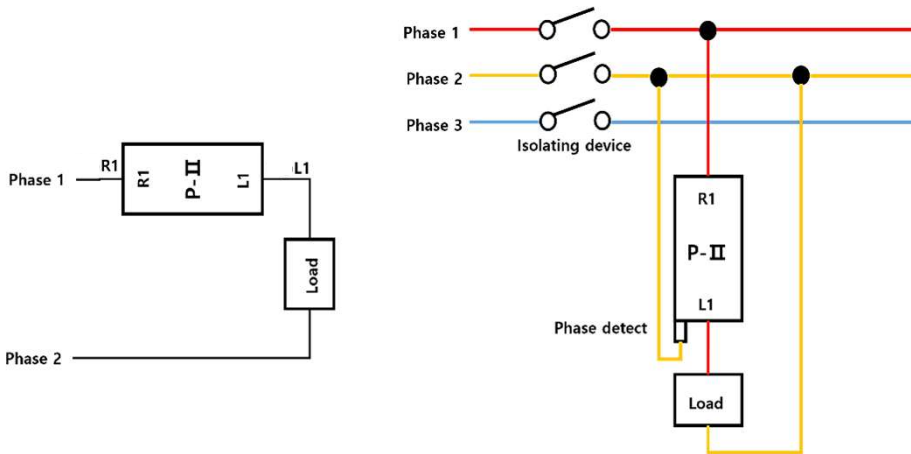 Phase 1
R1
R1
P-Ⅱ
L1
L1
Load
Phase 2
Phase 1
Phase 2
Phase 3
Isolating device
R1
P-Ⅱ
L1
Phase detect
Load